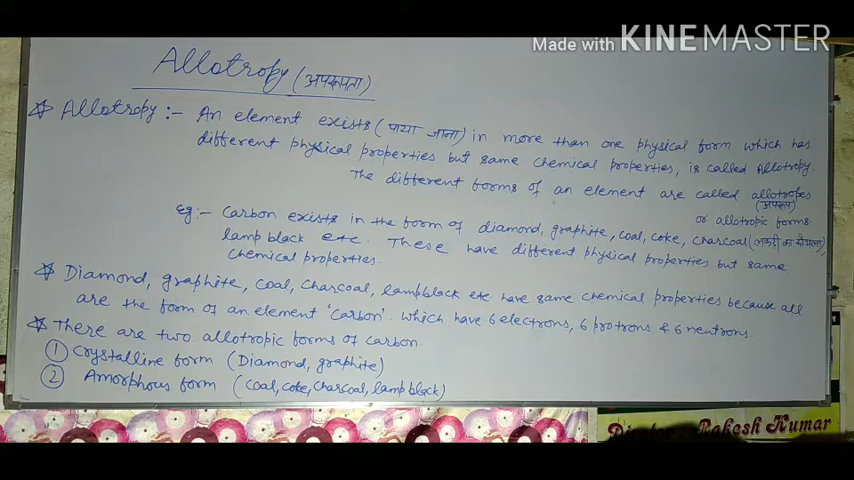 Made with KINEMASTER
Allotropy (अपरूपता)
Allotropy :- An element exists (पाया जाना) in more than one physical form which has
different physical properties but same chemical properties, is called Allotropy.
The different forms of an element are called allotropes
(अपरूप)
or allotropic forms.
Eg:- Carbon exists in the form of diamond, graphite, coal, coke, charcoal (लकड़ी का कोयला),
lamp black etc. These have different physical properties but same
chemical properties.
Diamond, graphite, coal, charcoal, lampblack etc. have same chemical properties because all
are the form of an element 'Carbon'. which have 6 electrons, 6 protrons & 6 neutrons.
There are two allotropic forms of carbon.
① Crystalline form (Diamond, graphite)
② Amorphous form (Coal, coke, charcoal, lamp black)
Director - Rakesh Kumar